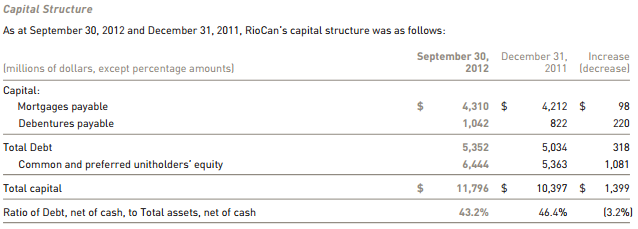 Capital Structure
As at September 30, 2012 and December 31, 2011, RioCan's capital structure was as follows:
September 30, December 31, Increase
(millions of dollars, except percentage amounts) 2012 2011 (decrease)
Capital:
Mortgages payable $ 4,310 $ 4,212 $ 98
Debentures payable 1,042 822 220
Total Debt 5,352 5,034 318
Common and preferred unitholders' equity 6,444 5,363 1,081
Total capital $ 11,796 $ 10,397 $ 1,399
Ratio of Debt, net of cash, to Total assets, net of cash 43.2% 46.4% (3.2%)